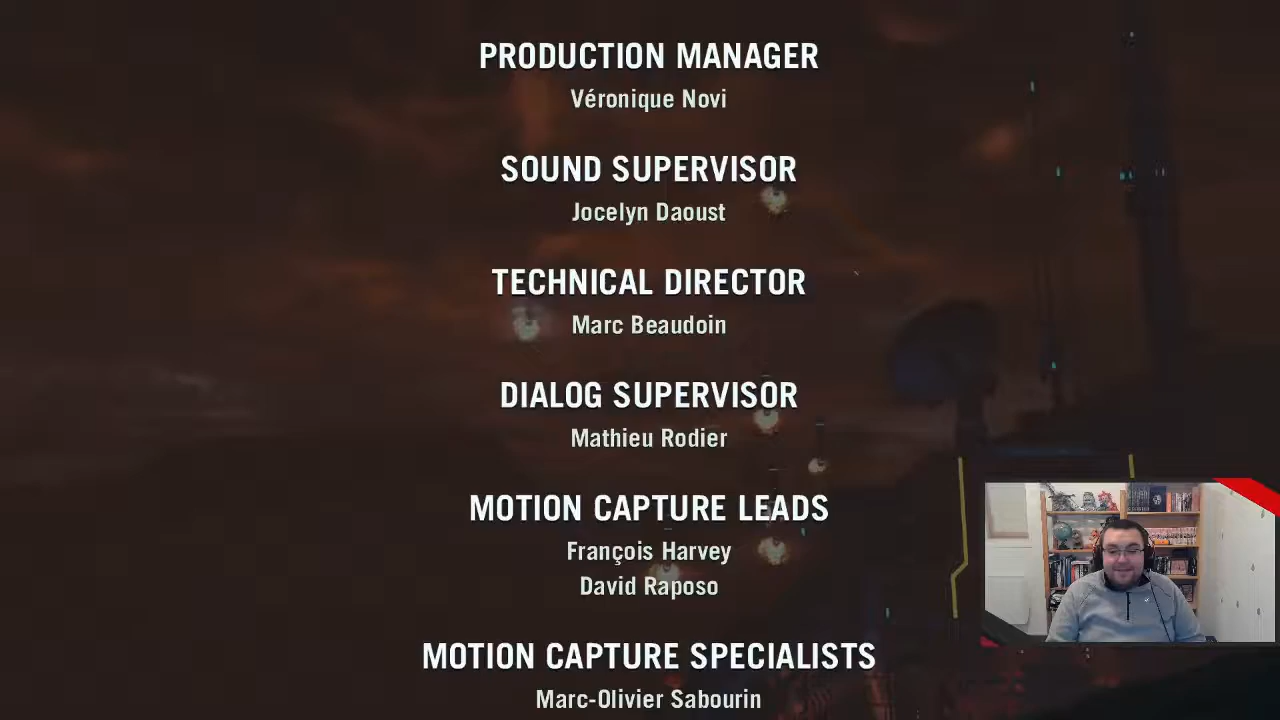 PRODUCTION MANAGER
Véronique Novi
SOUND SUPERVISOR
Jocelyn Daoust
TECHNICAL DIRECTOR
Marc Beaudoin
DIALOG SUPERVISOR
Mathieu Rodier
MOTION CAPTURE LEADS
François Harvey
David Raposo
MOTION CAPTURE SPECIALISTS
Marc-Olivier Sabourin